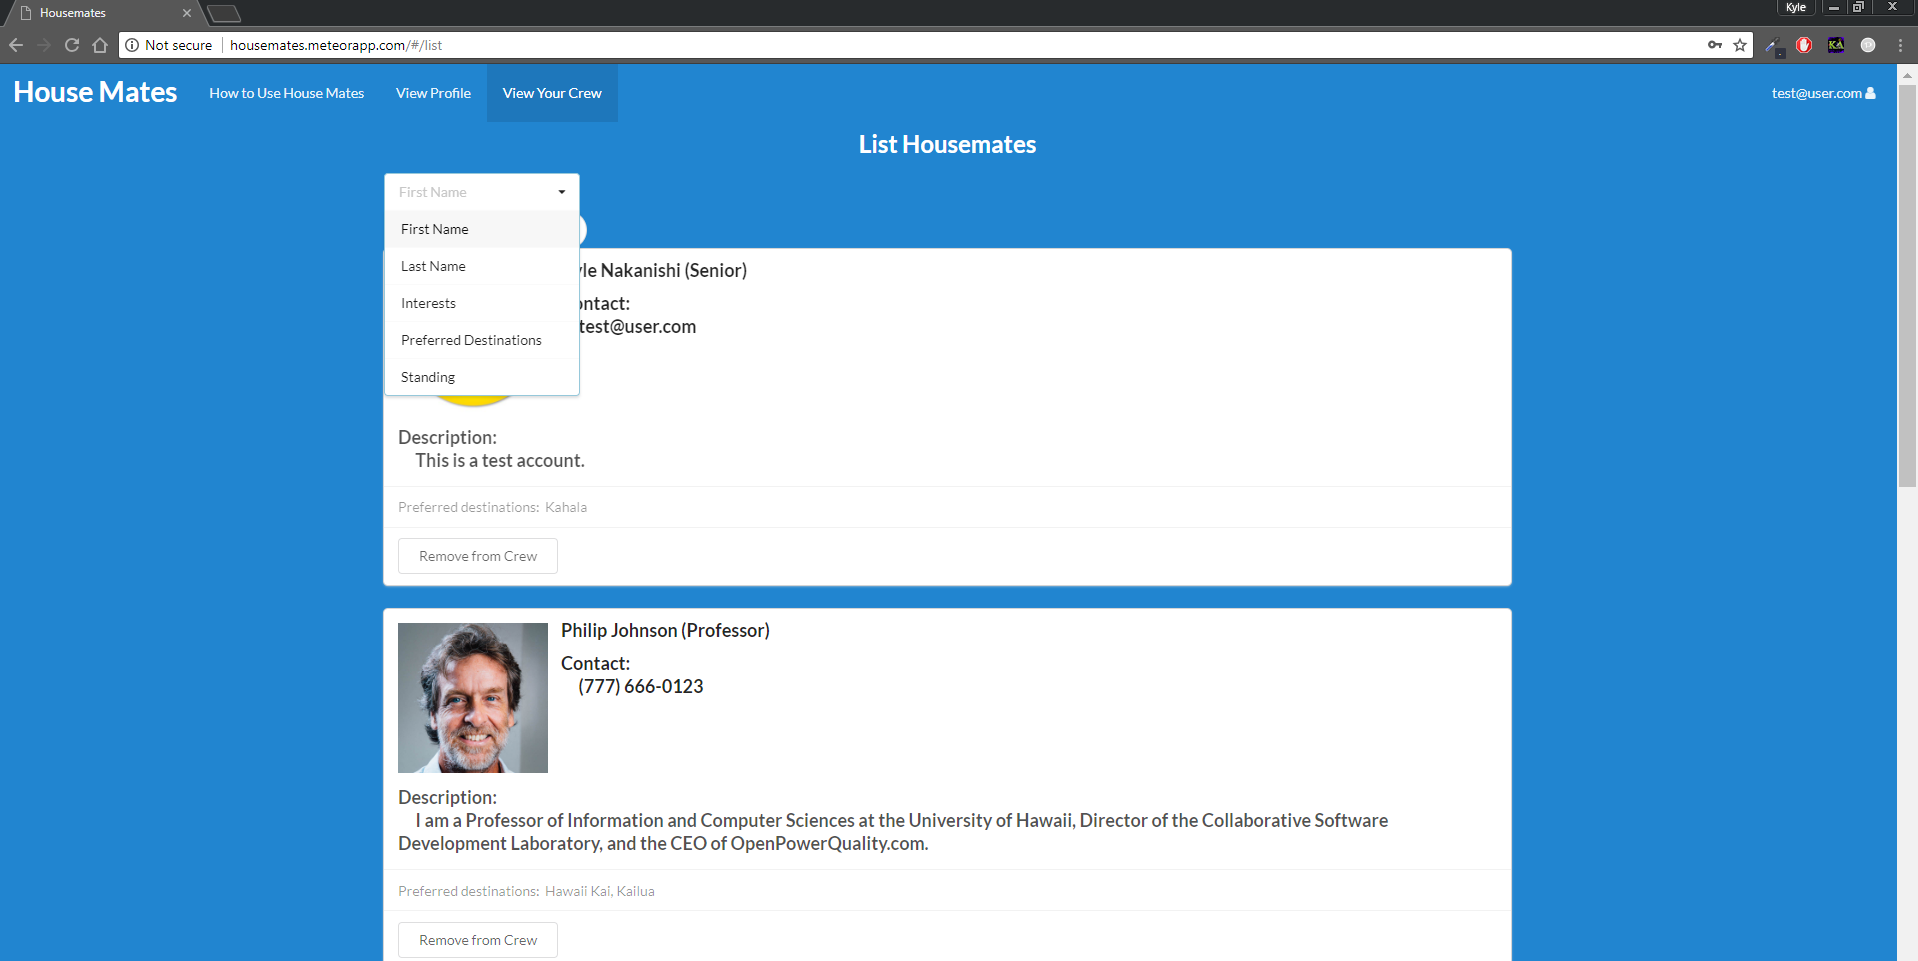 Housemates
Kyle
Not secure
housemates.meteorapp.com/#/list
House Mates
How to Use House Mates
View Profile
View Your Crew
test@user.com
List Housemates
First Name
First Name
Last Name
Interests
Preferred Destinations
Standing
Nakanishi (Senior)
test@user.com
Description:
This is a test account.
Preferred destinations: Kahala
Remove from Crew
Philip Johnson (Professor)
Contact:
(777) 666-0123
Description:
I am a Professor of Information and Computer Sciences at the University of Hawaii, Director of the Collaborative Software
Development Laboratory, and the CEO of OpenPowerQuality.com.
Preferred destinations: Hawaii Kai, Kailua
Remove from Crew